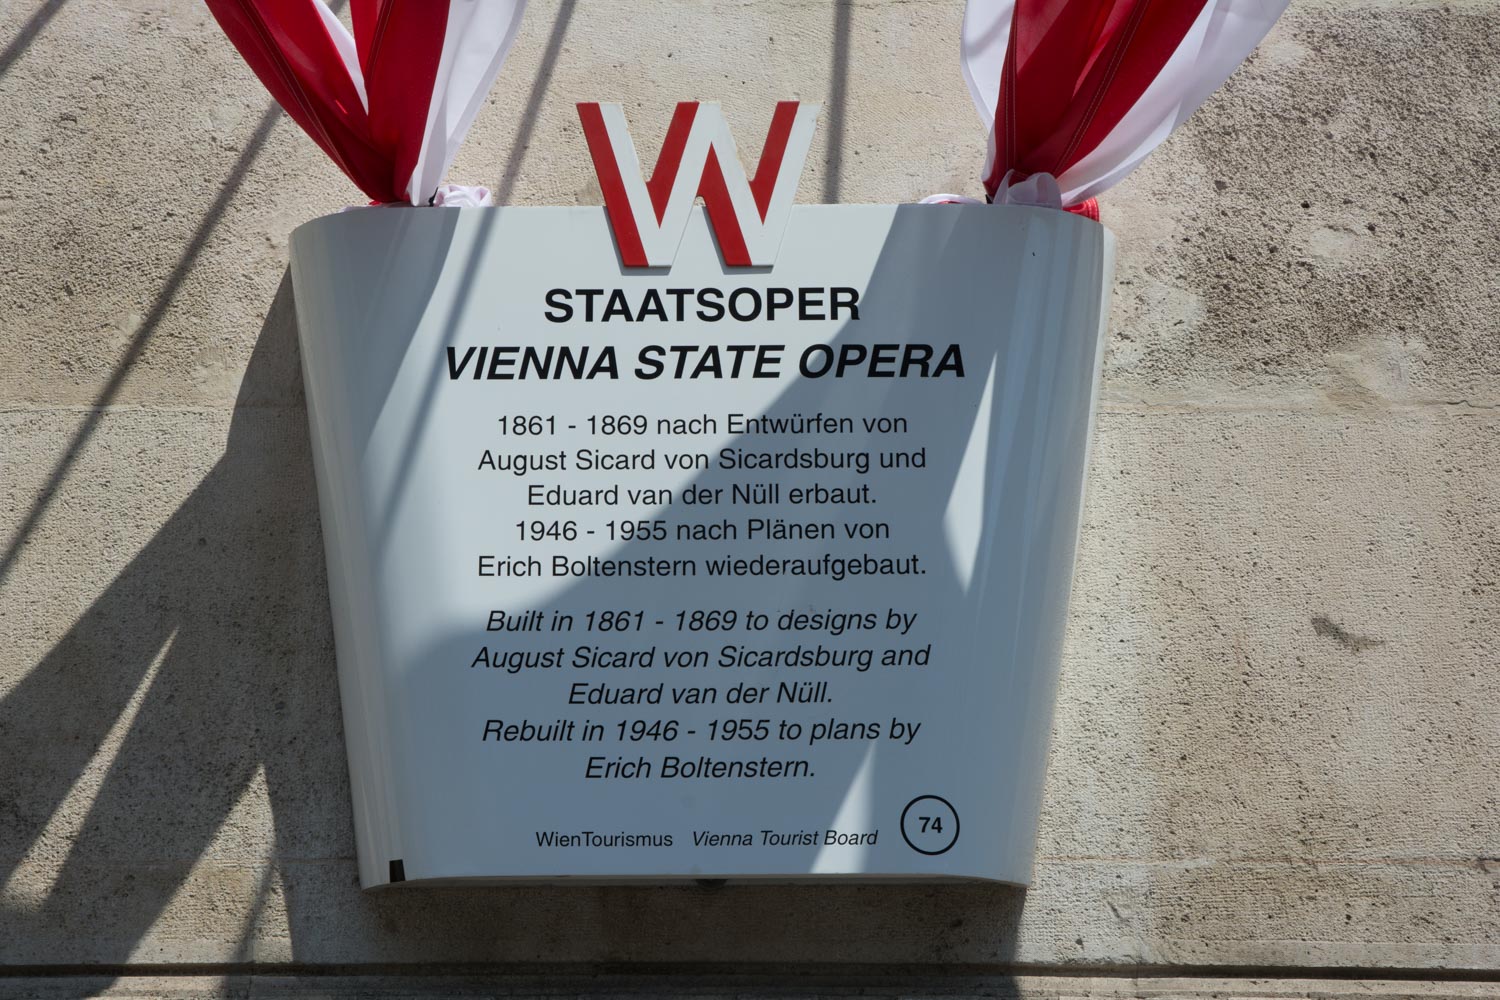 W
STAATSOPER
VIENNA STATE OPERA
1861 - 1869 nach Entwürfen von
August Sicard von Sicardsburg und
Eduard van der Nüll erbaut.
1946 - 1955 nach Plänen von
Erich Boltenstern wiederaufgebaut.
Built in 1861 - 1869 to designs by
August Sicard von Sicardsburg and
Eduard van der Nüll.
Rebuilt in 1946 - 1955 to plans by
Erich Boltenstern.
WienTourismus Vienna Tourist Board 74